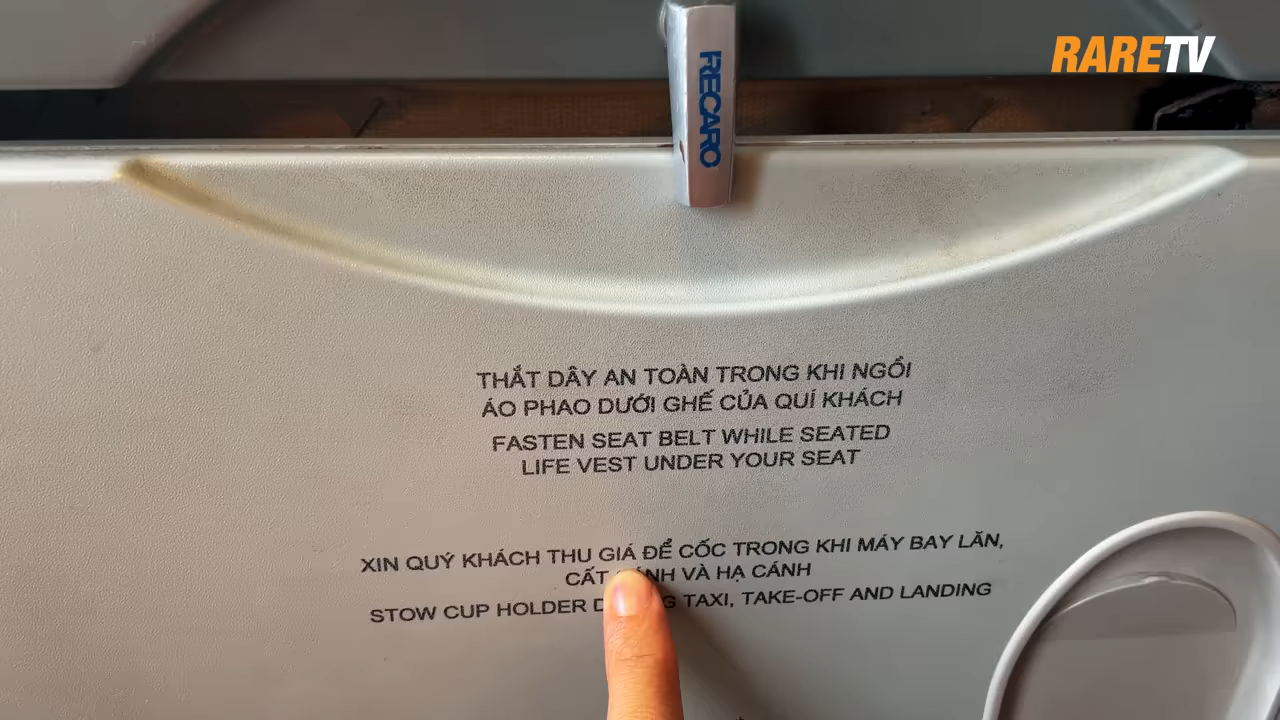 RARETV
RECARO
THẮT DÂY AN TOÀN TRONG KHI NGỒI
ÁO PHAO DƯỚI GHẾ CỦA QUÍ KHÁCH
FASTEN SEAT BELT WHILE SEATED
LIFE VEST UNDER YOUR SEAT
XIN QUÝ KHÁCH THU GIÁ ĐỂ CỐC TRONG KHI MÁY BAY LĂN,
CẤT VÀ HẠ CÁNH
STOW CUP HOLDER TAXI, TAKE-OFF AND LANDING